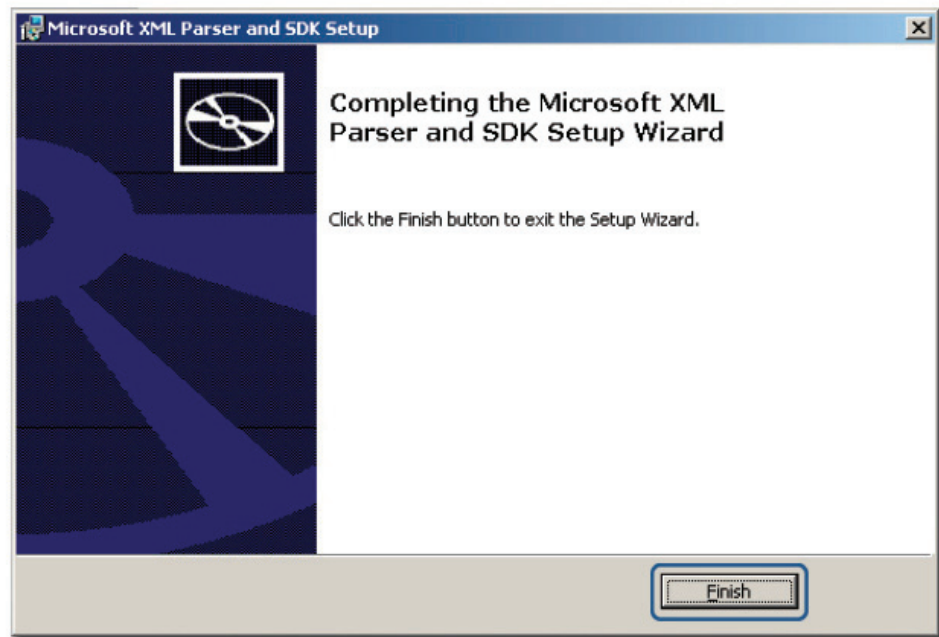 Microsoft XML Parser and SDK Setup
Completing the Microsoft XML
Parser and SDK Setup Wizard
Click the Finish button to exit the Setup Wizard.
Finish